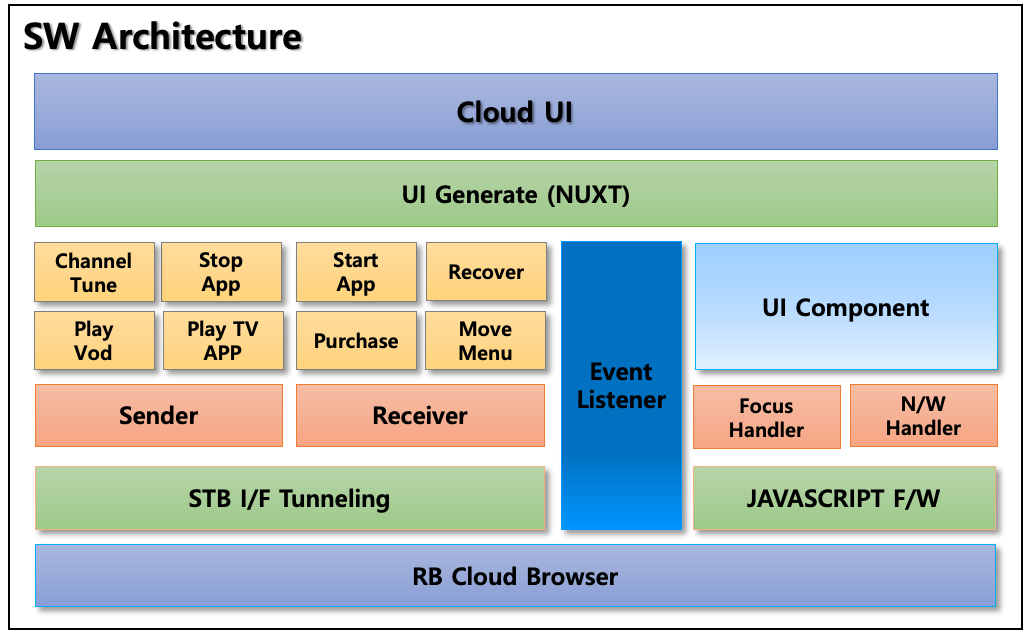 SW Architecture
Cloud UI
UI Generate (NUXT)
Channel
Tune
Stop
App
Start
App
Recover
Play
Vod
Play TV
APP
Purchase
Move
Menu
Sender
Receiver
STB I/F Tunneling
Event
Listener
UI Component
Focus
Handler
N/W
Handler
JAVASCRIPT F/W
RB Cloud Browser